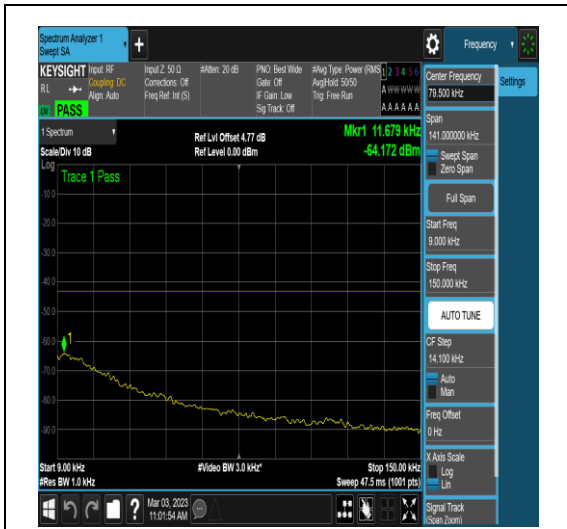 Spectrum Analyzer 1
Swept SA
+
Frequency
KEYSIGHT
RL
PASS
Input: RF
Coupling: DC
Align: Auto
Input Z: 50 Ω
Corrections: Off
Freq Ref: Int (S)
#Atten: 20 dB
PNO: Best Wide
Gate: Off
IF Gain: Low
Sig Track: Off
#Avg Type: Power (RMS
Avg|Hold: 50/50
Trig: Free Run
1 2 3 4 5 6
A W W W W W
A A A A A A
1 Spectrum
Scale/Div 10 dB
Ref Lvl Offset 4.77 dB
Ref Level 0.00 dBm
Mkr1 11.679 kHz
-64.172 dBm
Log
Trace 1 Pass
-10.0
-20.0
-30.0
-40.0
-50.0
-60.0
-70.0
-80.0
-90.0
1
Start 9.00 kHz
#Res BW 1.0 kHz
#Video BW 3.0 kHz*
Stop 150.00 kHz
Sweep 47.5 ms (1001 pts)
Center Frequency
79.500 kHz
Settings
Span
141.000000 kHz
Swept Span
Zero Span
Full Span
Start Freq
9.000 kHz
Stop Freq
150.000 kHz
AUTO TUNE
CF Step
14.100 kHz
Auto
Man
Freq Offset
0 Hz
X Axis Scale
Log
Lin
Signal Track
(Span Zoom)
?
Mar 03, 2023
11:01:54 AM